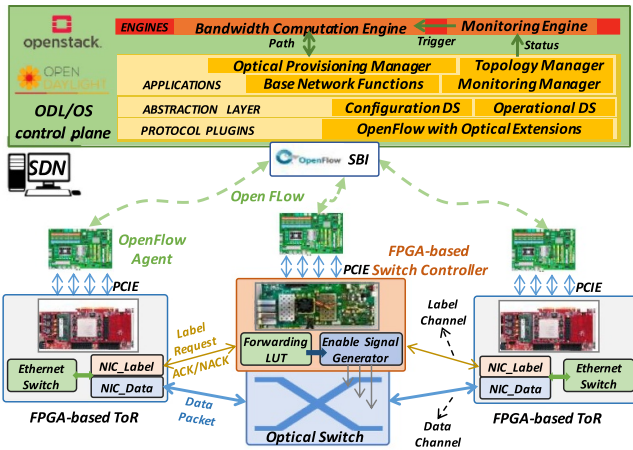 openstack.
ENGINES
Bandwidth Computation Engine
Monitoring Engine
Path
Trigger
Status
OPEN
DAYLIGHT
Optical Provisioning Manager
Topology Manager
APPLICATIONS
Base Network Functions
Monitoring Manager
ODL/OS
control plane
ABSTRACTION LAYER
Configuration DS
Operational DS
PROTOCOL PLUGINS
OpenFlow with Optical Extensions
SDN
OpenFlow SBI
Open FLow
OpenFlow
Agent
FPGA-based
Switch Controller
PCIE
PCIE
PCIE
Label
Channel
Label
Request
ACK/NACK
Forwarding
LUT
Enable Signal
Generator
Ethernet
Switch
NIC_Label
NIC_Data
NIC_Label
NIC_Data
Ethernet
Switch
FPGA-based ToR
Data
Packet
Optical Switch
Data
Channel
FPGA-based ToR